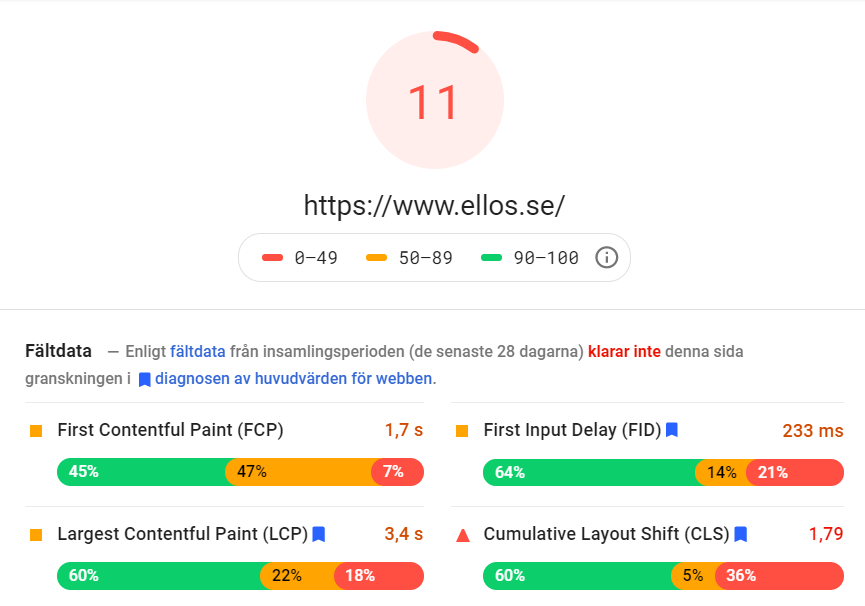 11
https://www.ellos.se/
0–49 50–89 90–100
Fältdata — Enligt fältdata från insamlingsperioden (de senaste 28 dagarna) klarar inte denna sida
granskningen i diagnosen av huvudvärden för webben.
First Contentful Paint (FCP) 1,7 s
45% 47% 7%
First Input Delay (FID) 233 ms
64% 14% 21%
Largest Contentful Paint (LCP) 3,4 s
60% 22% 18%
Cumulative Layout Shift (CLS) 1,79
60% 5% 36%